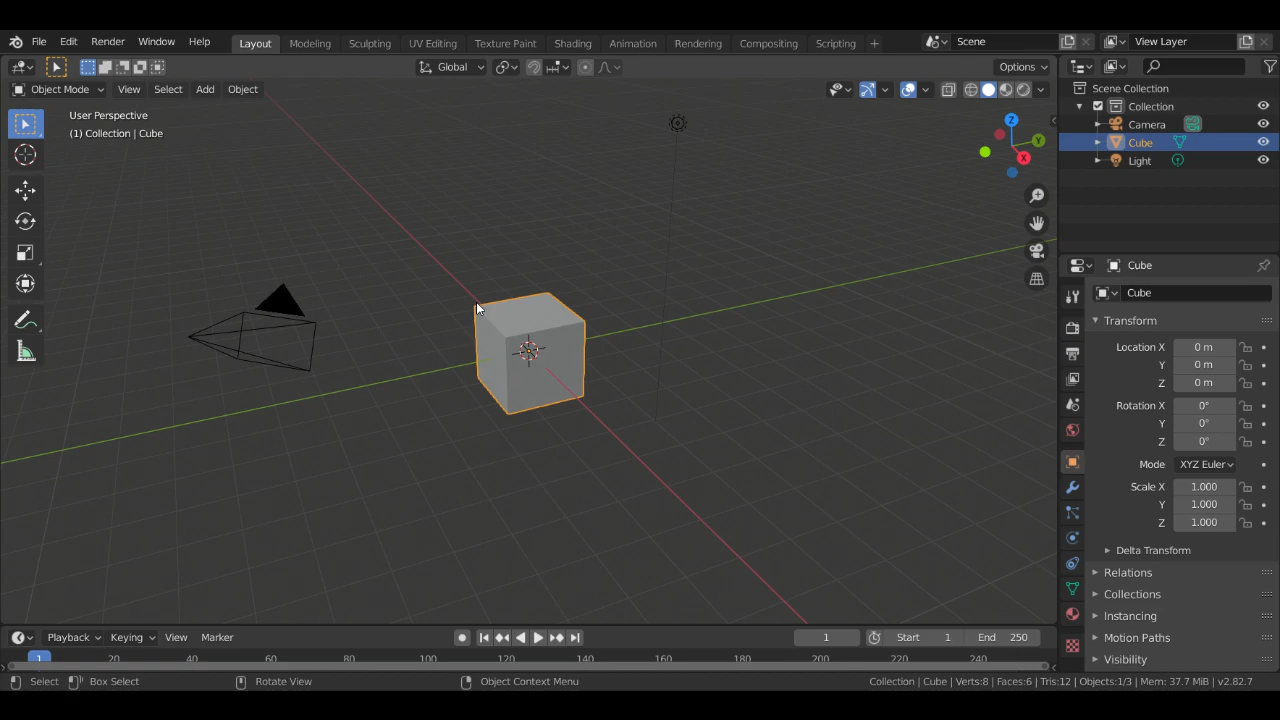 File Edit Render Window Help Layout Modeling Sculpting UV Editing Texture Paint Shading Animation Rendering Compositing Scripting + Scene View Layer
Global Options
Object Mode View Select Add Object
User Perspective
(1) Collection | Cube
Z
Y
X
Scene Collection
Collection
Camera
Cube
Light
Cube
Cube
Transform
Location X 0 m
Y 0 m
Z 0 m
Rotation X 0°
Y 0°
Z 0°
Mode XYZ Euler
Scale X 1.000
Y 1.000
Z 1.000
Delta Transform
Relations
Collections
Instancing
Motion Paths
Visibility
Playback Keying View Marker 1 Start 1 End 250
1 20 40 60 80 100 120 140 160 180 200 220 240
Select Box Select Rotate View Object Context Menu Collection | Cube | Verts:8 | Faces:6 | Tris:12 | Objects:1/3 | Mem: 37.7 MiB | v2.82.7